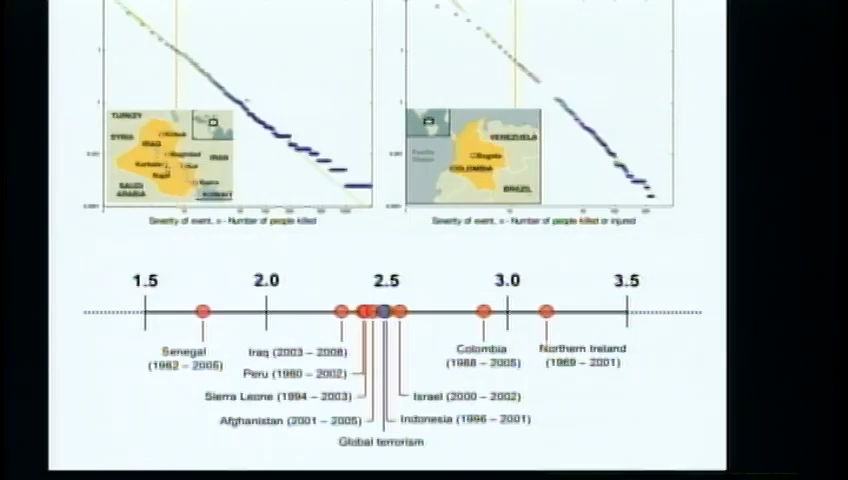 TURKEY
SYRIA
IRAQ
Baghdad
IRAN
SAUDI
ARABIA
KUWAIT
VENEZUELA
Bogota
COLOMBIA
BRAZIL
Severity of event, x - Number of people killed
Severity of event, x - Number of people killed or injured
1.5 2.0 2.5 3.0 3.5
Senegal
(1982 – 2005)
Iraq (2003 – 2008)
Colombia
(1988 – 2005)
Northern Ireland
(1969 – 2001)
Peru (1980 – 2002)
Sierra Leone (1994 – 2003)
Israel (2000 – 2002)
Afghanistan (2001 – 2005)
Indonesia (1996 – 2001)
Global terrorism